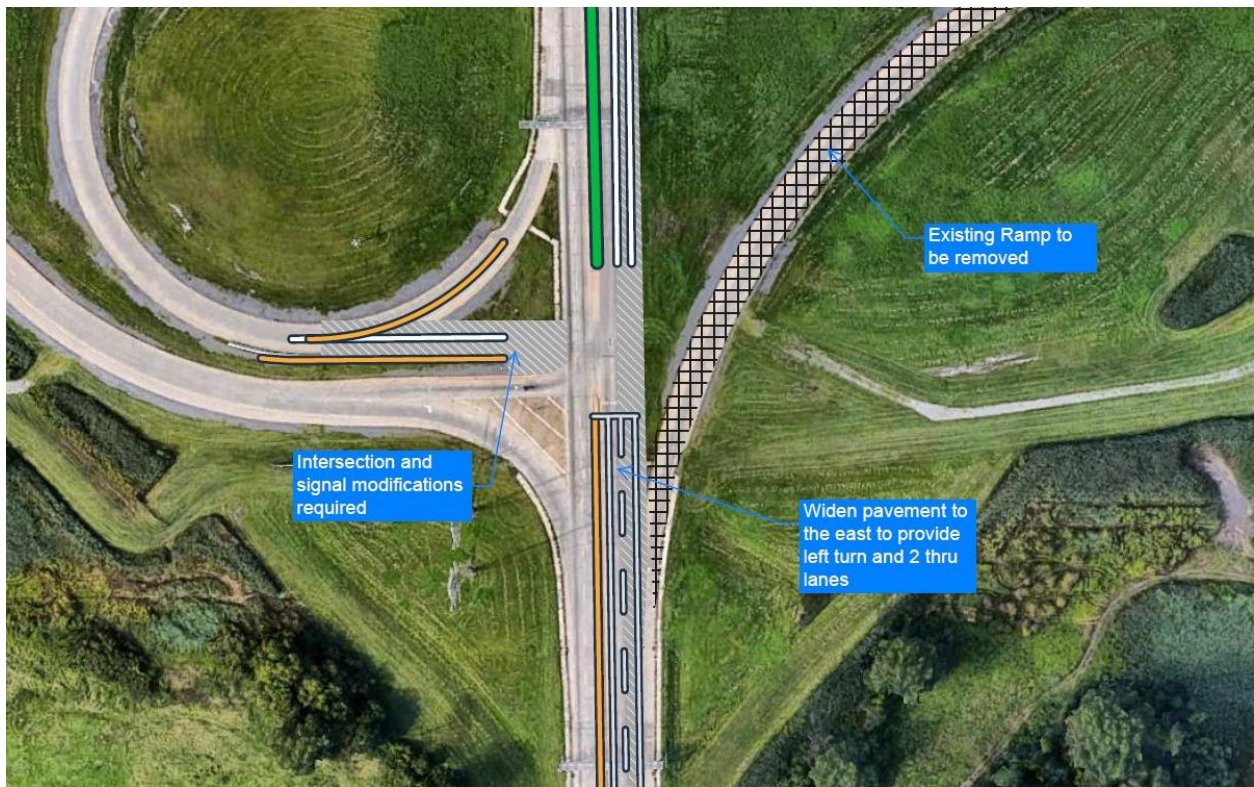 Existing Ramp to
be removed
Intersection and
signal modifications
required
Widen pavement to
the east to provide
left turn and 2 thru
lanes